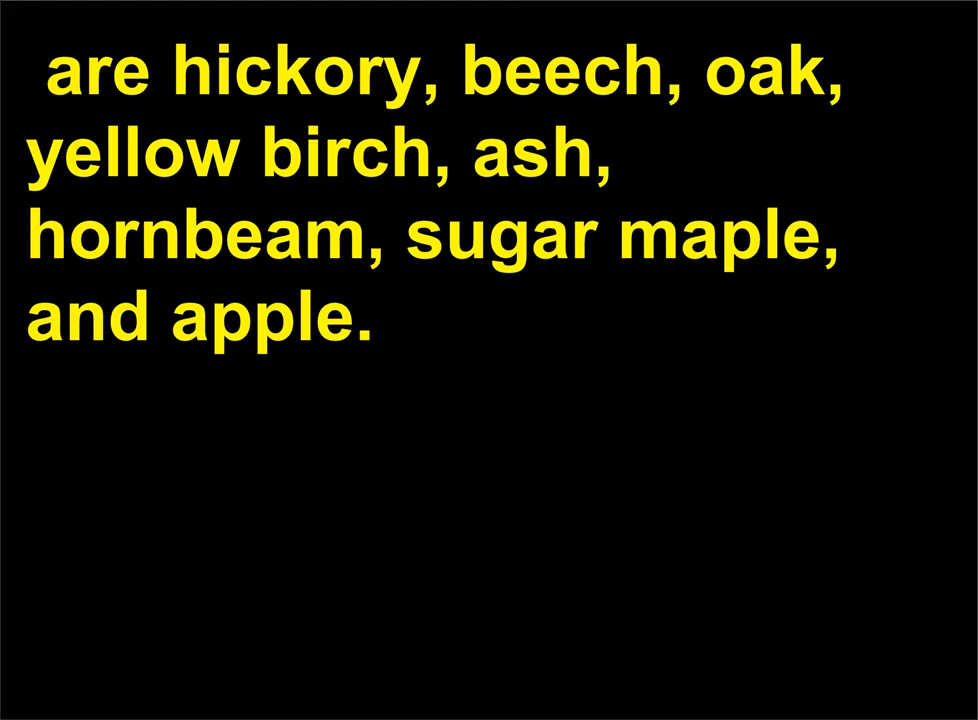 are hickory, beech, oak,
yellow birch, ash,
hornbeam, sugar maple,
and apple.